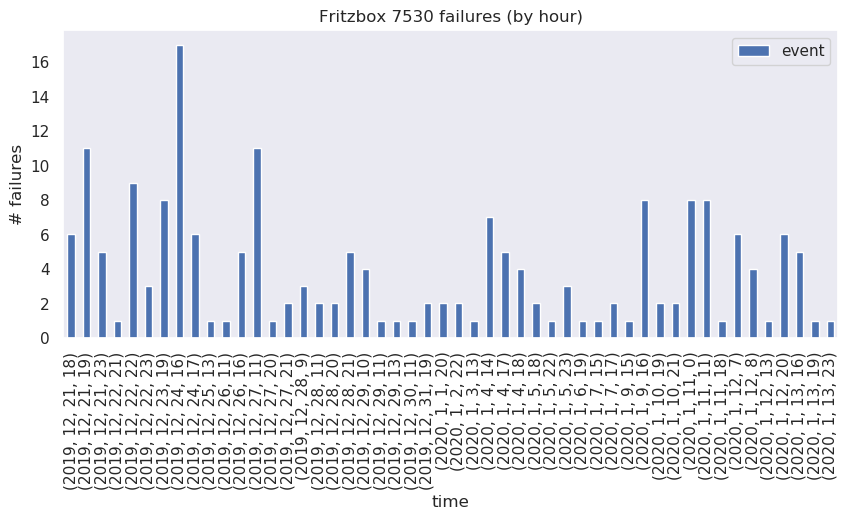 Fritzbox 7530 failures (by hour)
event
# failures
16
14
12
10
8
6
4
2
0
(2019, 12, 21, 18)
(2019, 12, 21, 19)
(2019, 12, 21, 23)
(2019, 12, 22, 21)
(2019, 12, 22, 22)
(2019, 12, 22, 23)
(2019, 12, 23, 19)
(2019, 12, 24, 16)
(2019, 12, 24, 17)
(2019, 12, 25, 13)
(2019, 12, 26, 11)
(2019, 12, 26, 16)
(2019, 12, 27, 11)
(2019, 12, 27, 20)
(2019, 12, 27, 21)
(2019, 12, 28, 9)
(2019, 12, 28, 11)
(2019, 12, 28, 20)
(2019, 12, 28, 21)
(2019, 12, 29, 10)
(2019, 12, 29, 11)
(2019, 12, 29, 13)
(2019, 12, 30, 11)
(2019, 12, 31, 19)
(2020, 1, 1, 20)
(2020, 1, 2, 22)
(2020, 1, 3, 13)
(2020, 1, 4, 14)
(2020, 1, 4, 17)
(2020, 1, 4, 18)
(2020, 1, 5, 18)
(2020, 1, 5, 22)
(2020, 1, 5, 23)
(2020, 1, 6, 19)
(2020, 1, 7, 15)
(2020, 1, 7, 17)
(2020, 1, 9, 15)
(2020, 1, 9, 16)
(2020, 1, 10, 19)
(2020, 1, 10, 21)
(2020, 1, 11, 0)
(2020, 1, 11, 11)
(2020, 1, 11, 18)
(2020, 1, 12, 7)
(2020, 1, 12, 8)
(2020, 1, 12, 13)
(2020, 1, 12, 20)
(2020, 1, 13, 16)
(2020, 1, 13, 19)
(2020, 1, 13, 23)
time